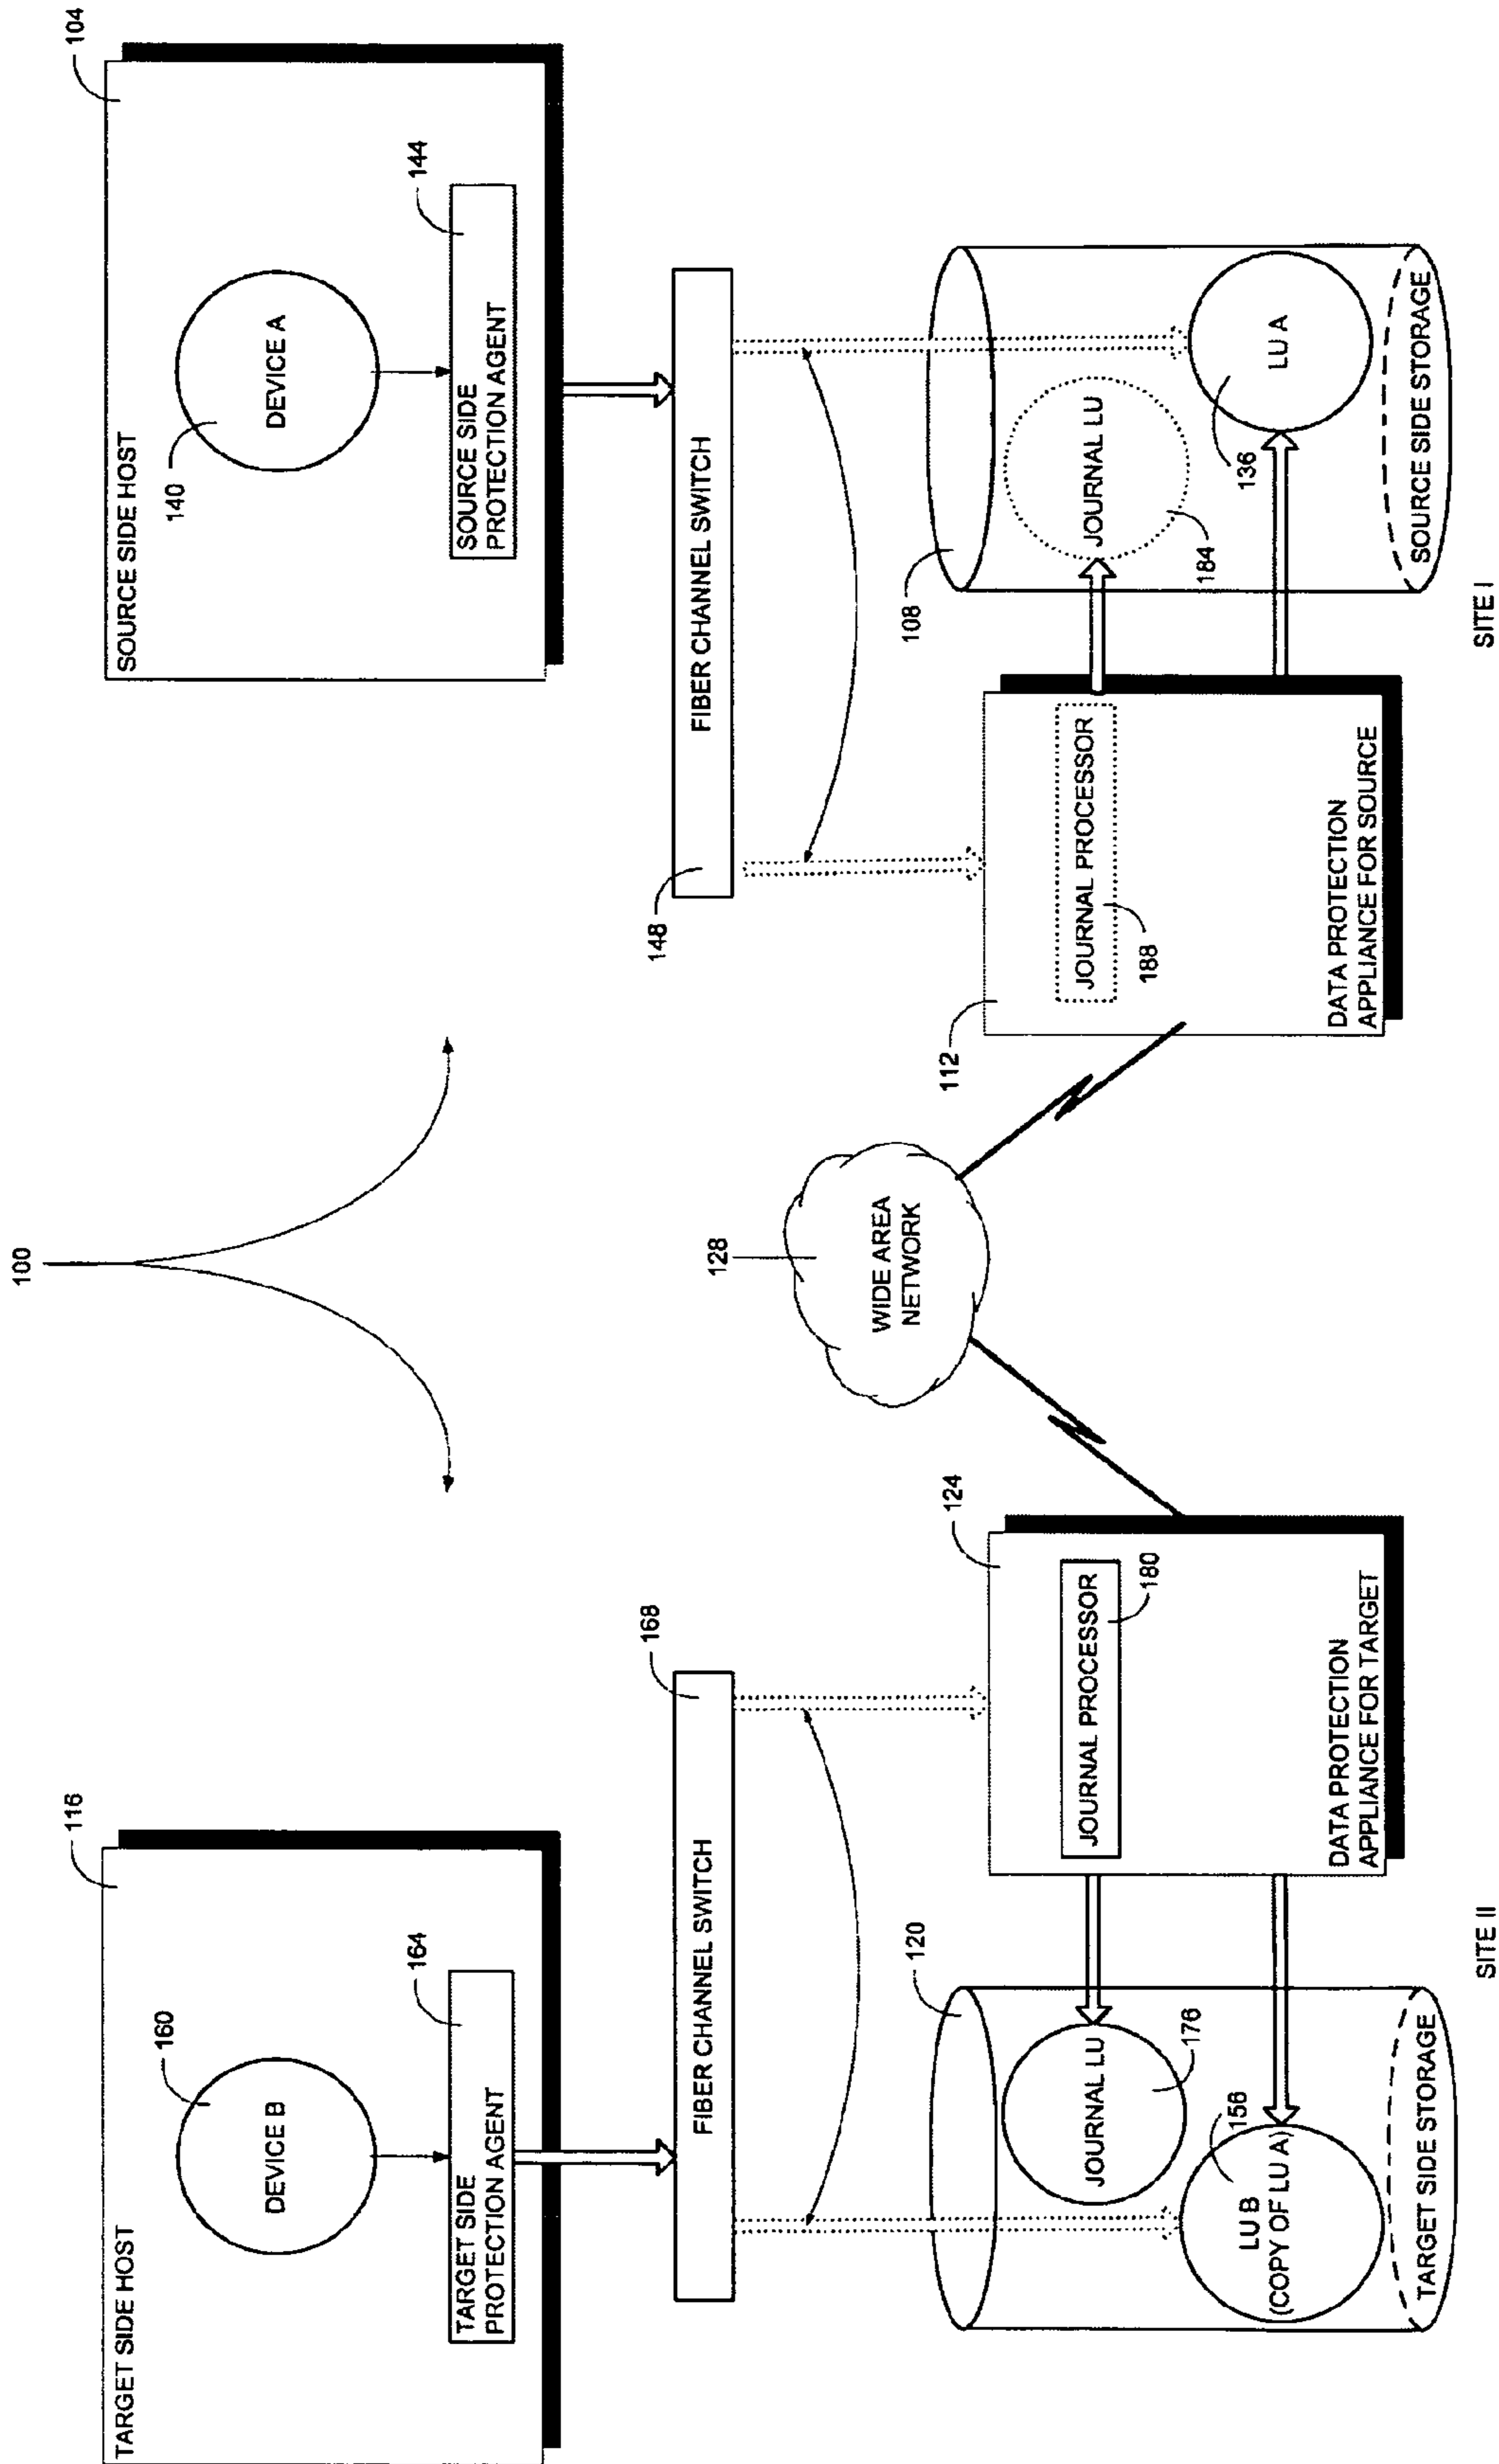 100
TARGET SIDE HOST
116
DEVICE B
160
TARGET SIDE
PROTECTION AGENT
164
FIBER CHANNEL SWITCH
168
120
JOURNAL LU
176
LU B
(COPY OF LU A)
156
TARGET SIDE STORAGE
124
JOURNAL PROCESSOR
180
DATA PROTECTION
APPLIANCE FOR TARGET
SITE II
128
WIDE AREA
NETWORK
SOURCE SIDE HOST
104
140
DEVICE A
SOURCE SIDE
PROTECTION AGENT
144
148
FIBER CHANNEL SWITCH
112
JOURNAL PROCESSOR
188
DATA PROTECTION
APPLIANCE FOR SOURCE
108
JOURNAL LU
184
LU A
136
SOURCE SIDE STORAGE
SITE I